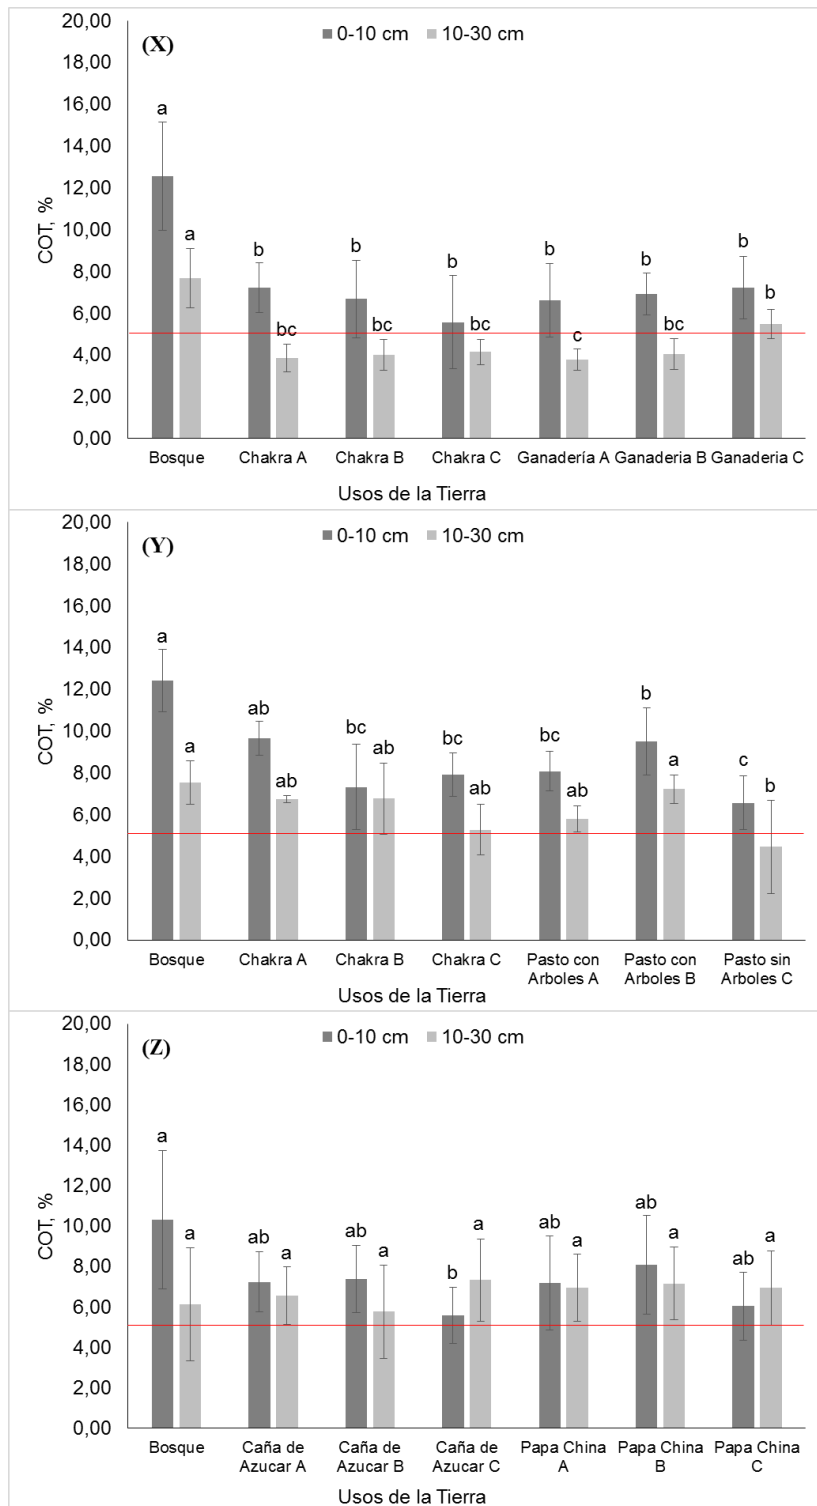 20,00
18,00
16,00
14,00
12,00
10,00
8,00
6,00
4,00
2,00
0,00
COT, %
(X)
0-10 cm 10-30 cm
a a b bc b bc b bc b c b bc b b
Bosque Chakra A Chakra B Chakra C Ganadería A Ganaderia B Ganaderia C
Usos de la Tierra
20,00
18,00
16,00
14,00
12,00
10,00
8,00
6,00
4,00
2,00
0,00
COT, %
(Y)
0-10 cm 10-30 cm
a a ab ab bc ab bc ab bc ab b a c b
Bosque Chakra A Chakra B Chakra C Pasto con Pasto con Pasto sin
Arboles A Arboles B Arboles C
Usos de la Tierra
20,00
18,00
16,00
14,00
12,00
10,00
8,00
6,00
4,00
2,00
0,00
COT, %
(Z)
0-10 cm 10-30 cm
a a ab a ab a b a ab a ab a ab a
Bosque Caña de Caña de Caña de Papa China Papa China Papa China
Azucar A Azucar B Azucar C A B C
Usos de la Tierra